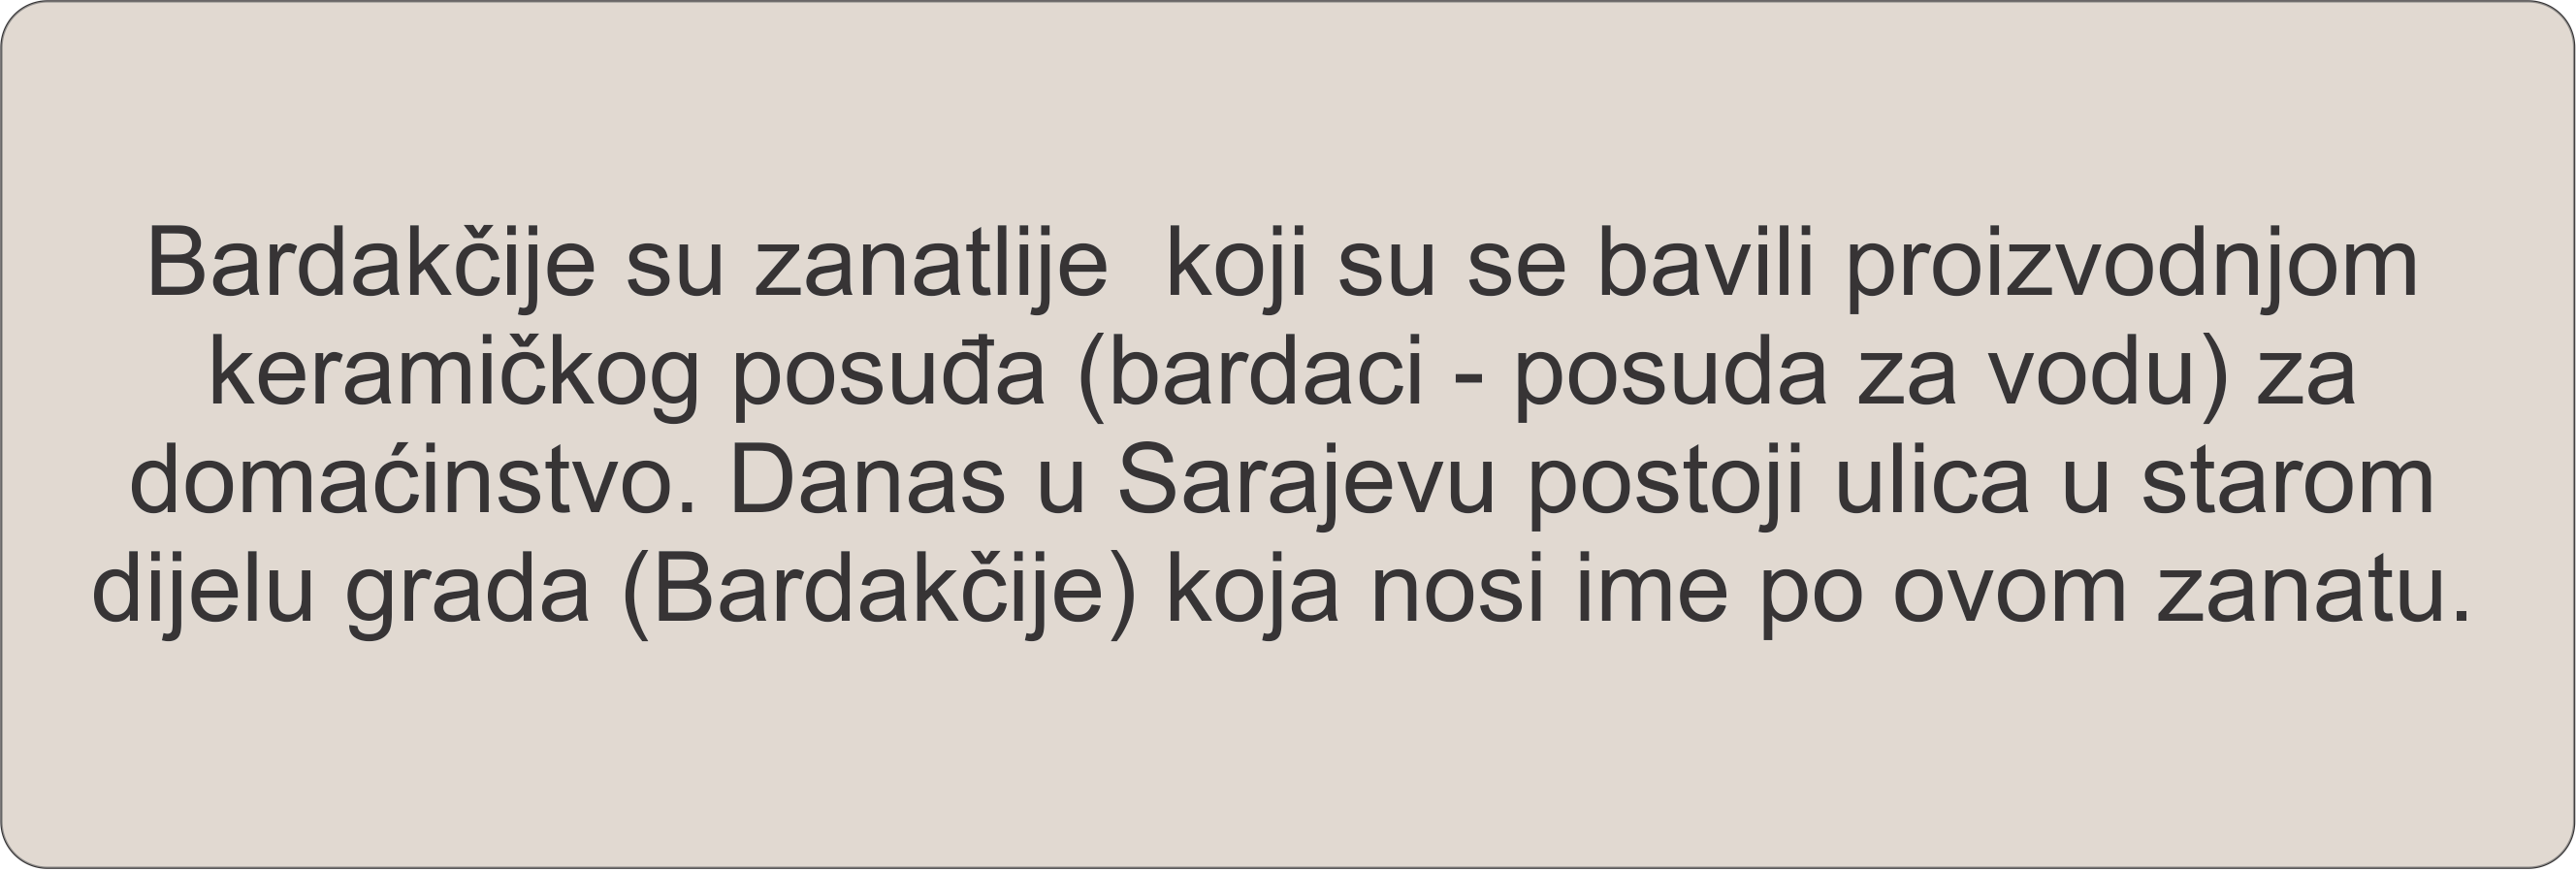 Bardakčije su zanatlije  koji su se bavili proizvodnjom
keramičkog posuđa (bardaci - posuda za vodu) za
domaćinstvo. Danas u Sarajevu postoji ulica u starom
dijelu grada (Bardakčije) koja nosi ime po ovom zanatu.